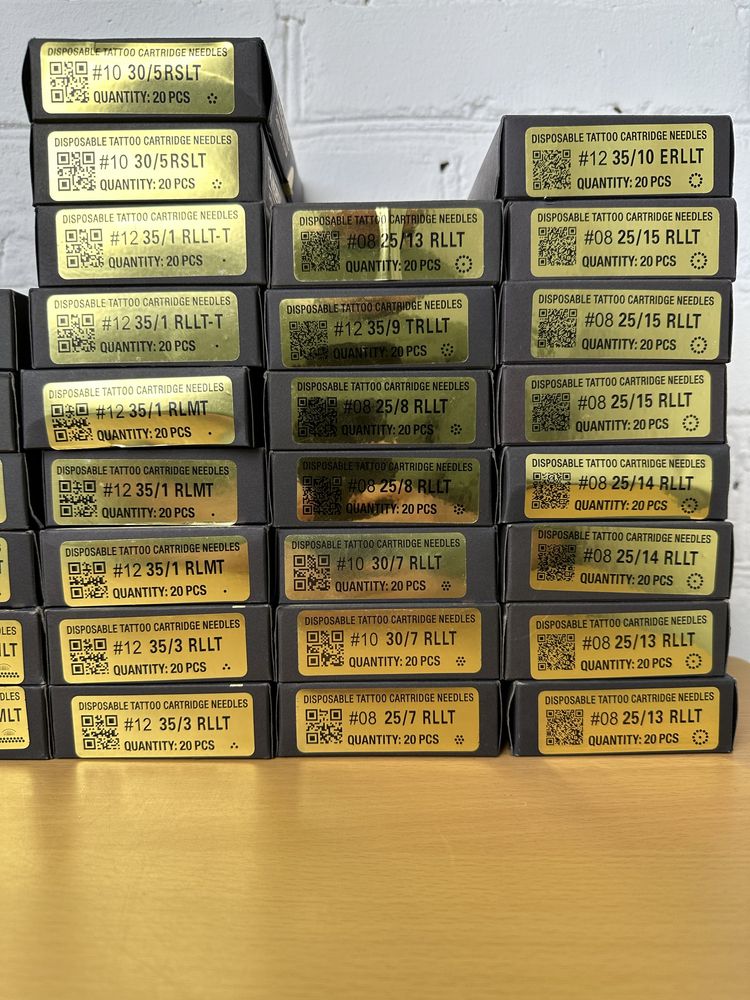 DISPOSABLE TATTOO CARTRIDGE NEEDLES
#10 30/5RSLT
QUANTITY: 20 PCS
DISPOSABLE TATTOO CARTRIDGE NEEDLES
#10 30/5RSLT
QUANTITY: 20 PCS
DISPOSABLE TATTOO CARTRIDGE NEEDLES
#12 35/1 RLLT-T
QUANTITY: 20 PCS
DISPOSABLE TATTOO CARTRIDGE NEEDLES
#12 35/1 RLLT-T
QUANTITY: 20 PCS
DISPOSABLE TATTOO CARTRIDGE NEEDLES
#12 35/1 RLMT
QUANTITY: 20 PCS
DISPOSABLE TATTOO CARTRIDGE NEEDLES
#12 35/1 RLMT
QUANTITY: 20 PCS
DISPOSABLE TATTOO CARTRIDGE NEEDLES
#12 35/1 RLMT
QUANTITY: 20 PCS
DISPOSABLE TATTOO CARTRIDGE NEEDLES
#12 35/3 RLLT
QUANTITY: 20 PCS
DISPOSABLE TATTOO CARTRIDGE NEEDLES
#12 35/3 RLLT
QUANTITY: 20 PCS
DISPOSABLE TATTOO CARTRIDGE NEEDLES
#08 25/13 RLLT
QUANTITY: 20 PCS
DISPOSABLE TATTOO CARTRIDGE NEEDLES
#12 35/9 TRLLT
QUANTITY: 20 PCS
DISPOSABLE TATTOO CARTRIDGE NEEDLES
#08 25/8 RLLT
QUANTITY: 20 PCS
DISPOSABLE TATTOO CARTRIDGE NEEDLES
#08 25/8 RLLT
QUANTITY: 20 PCS
DISPOSABLE TATTOO CARTRIDGE NEEDLES
#10 30/7 RLLT
QUANTITY: 20 PCS
DISPOSABLE TATTOO CARTRIDGE NEEDLES
#10 30/7 RLLT
QUANTITY: 20 PCS
DISPOSABLE TATTOO CARTRIDGE NEEDLES
#08 25/7 RLLT
QUANTITY: 20 PCS
DISPOSABLE TATTOO CARTRIDGE NEEDLES
#12 35/10 ERLLT
QUANTITY: 20 PCS
DISPOSABLE TATTOO CARTRIDGE NEEDLES
#08 25/15 RLLT
QUANTITY: 20 PCS
DISPOSABLE TATTOO CARTRIDGE NEEDLES
#08 25/15 RLLT
QUANTITY: 20 PCS
DISPOSABLE TATTOO CARTRIDGE NEEDLES
#08 25/15 RLLT
QUANTITY: 20 PCS
DISPOSABLE TATTOO CARTRIDGE NEEDLES
#08 25/14 RLLT
QUANTITY: 20 PCS
DISPOSABLE TATTOO CARTRIDGE NEEDLES
#08 25/14 RLLT
QUANTITY: 20 PCS
DISPOSABLE TATTOO CARTRIDGE NEEDLES
#08 25/13 RLLT
QUANTITY: 20 PCS
DISPOSABLE TATTOO CARTRIDGE NEEDLES
#08 25/13 RLLT
QUANTITY: 20 PCS